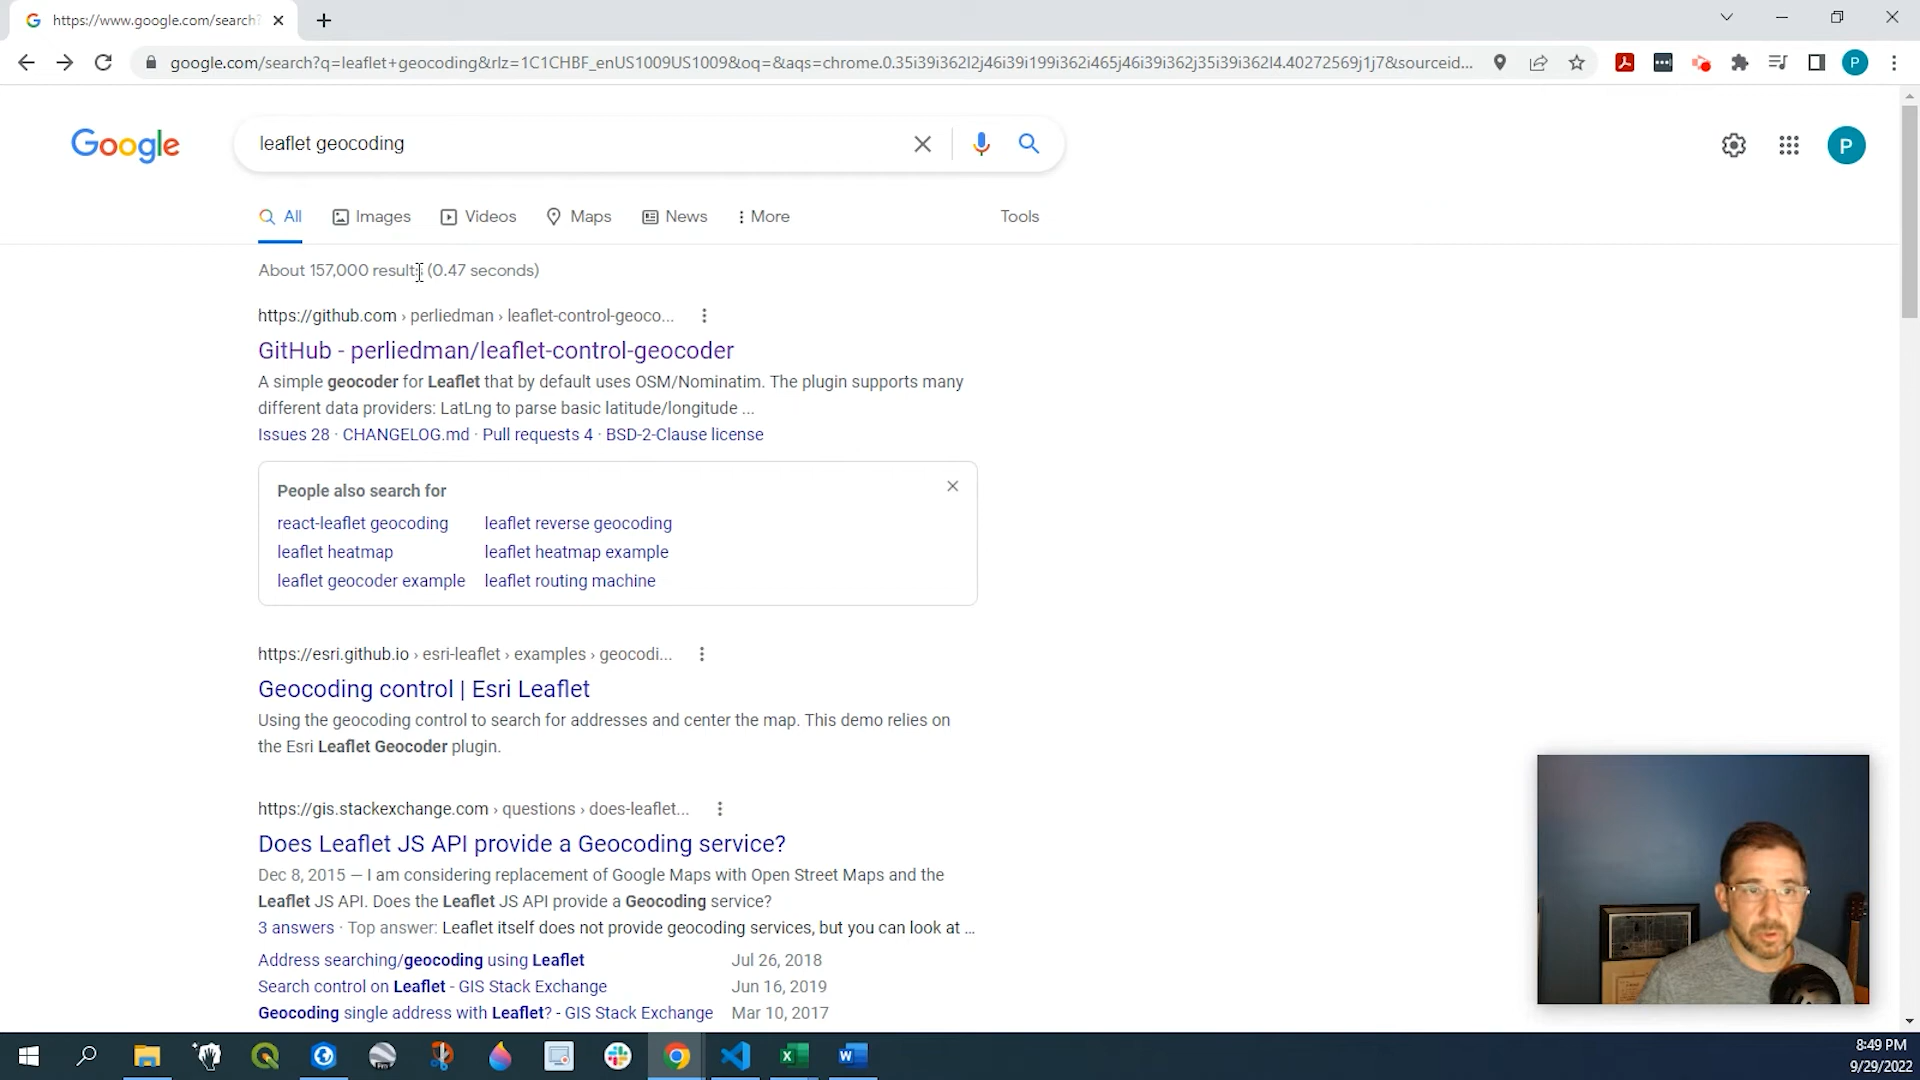 https://www.google.com/search?
google.com/search?q=leaflet+geocoding&rlz=1C1CHBF_enUS1009US1009&oq=&aqs=chrome.0.35i39i362l2j46i39i199i362i465j46i39i362j35i39i362l4.40272569j1j7&sourceid...
P
Google
leaflet geocoding
P
All
Images
Videos
Maps
News
More
Tools
About 157,000 results (0.47 seconds)
https://github.com › perliedman › leaflet-control-geoco...
GitHub - perliedman/leaflet-control-geocoder
A simple geocoder for Leaflet that by default uses OSM/Nominatim. The plugin supports many
different data providers: LatLng to parse basic latitude/longitude ...
Issues 28 · CHANGELOG.md · Pull requests 4 · BSD-2-Clause license
People also search for
react-leaflet geocoding leaflet reverse geocoding
leaflet heatmap leaflet heatmap example
leaflet geocoder example leaflet routing machine
https://esri.github.io › esri-leaflet › examples › geocodi...
Geocoding control | Esri Leaflet
Using the geocoding control to search for addresses and center the map. This demo relies on
the Esri Leaflet Geocoder plugin.
https://gis.stackexchange.com › questions › does-leaflet...
Does Leaflet JS API provide a Geocoding service?
Dec 8, 2015 — I am considering replacement of Google Maps with Open Street Maps and the
Leaflet JS API. Does the Leaflet JS API provide a Geocoding service?
3 answers · Top answer: Leaflet itself does not provide geocoding services, but you can look at ...
Address searching/geocoding using Leaflet Jul 26, 2018
Search control on Leaflet - GIS Stack Exchange Jun 16, 2019
Geocoding single address with Leaflet? - GIS Stack Exchange Mar 10, 2017
8:49 PM
9/29/2022